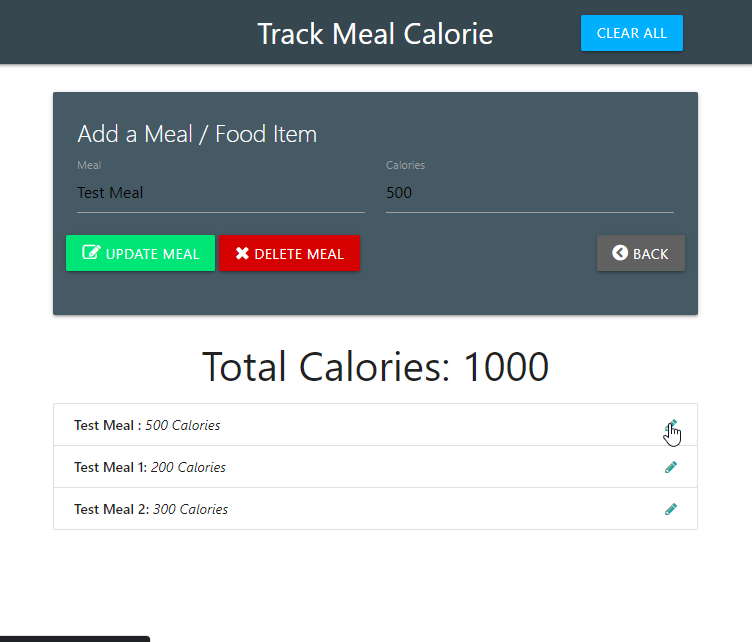 Track Meal Calorie
CLEAR ALL
Add a Meal / Food Item
Meal
Calories
Test Meal
500
UPDATE MEAL
DELETE MEAL
BACK
Total Calories: 1000
Test Meal : 500 Calories
Test Meal 1: 200 Calories
Test Meal 2: 300 Calories